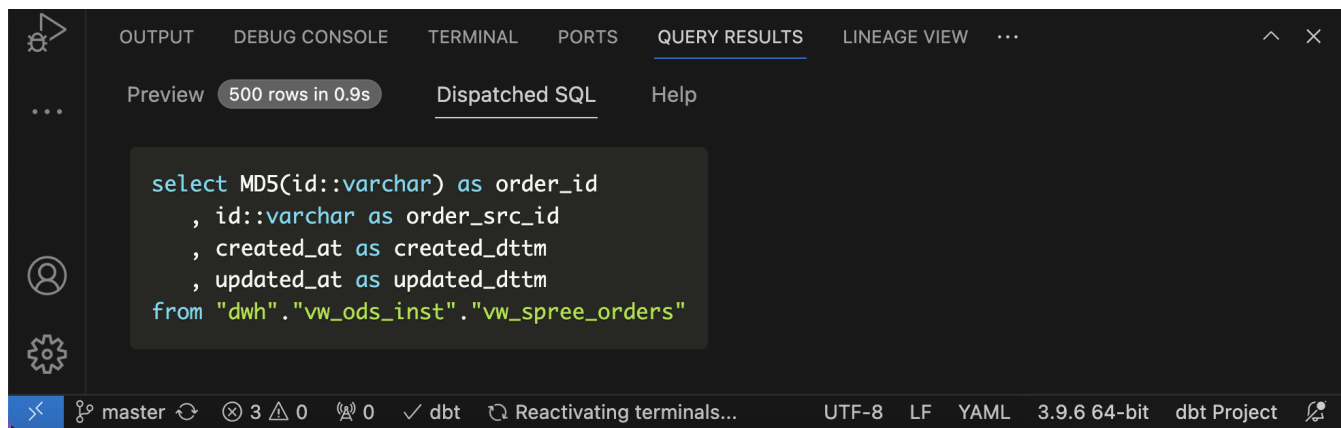 OUTPUT DEBUG CONSOLE TERMINAL PORTS QUERY RESULTS LINEAGE VIEW ...
Preview 500 rows in 0.9s Dispatched SQL Help
select MD5(id::varchar) as order_id
, id::varchar as order_src_id
, created_at as created_dttm
, updated_at as updated_dttm
from "dwh"."vw_ods_inst"."vw_spree_orders"
master 3 0 0 dbt Reactivating terminals... UTF-8 LF YAML 3.9.6 64-bit dbt Project